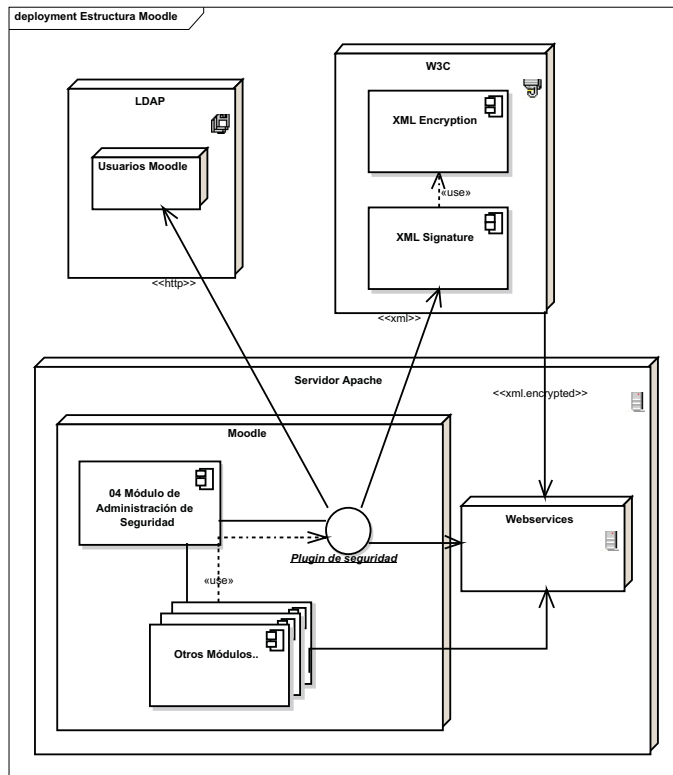 deployment Estructura Moodle
W3C
LDAP
XML Encryption
Usuarios Moodle
«use»
XML Signature
<<http>>
<<xml>>
Servidor Apache
<<xml.encrypted>>
Moodle
04 Módulo de
Administración de
Seguridad
Webservices
Plugin de seguridad
«use»
Otros Módulos..